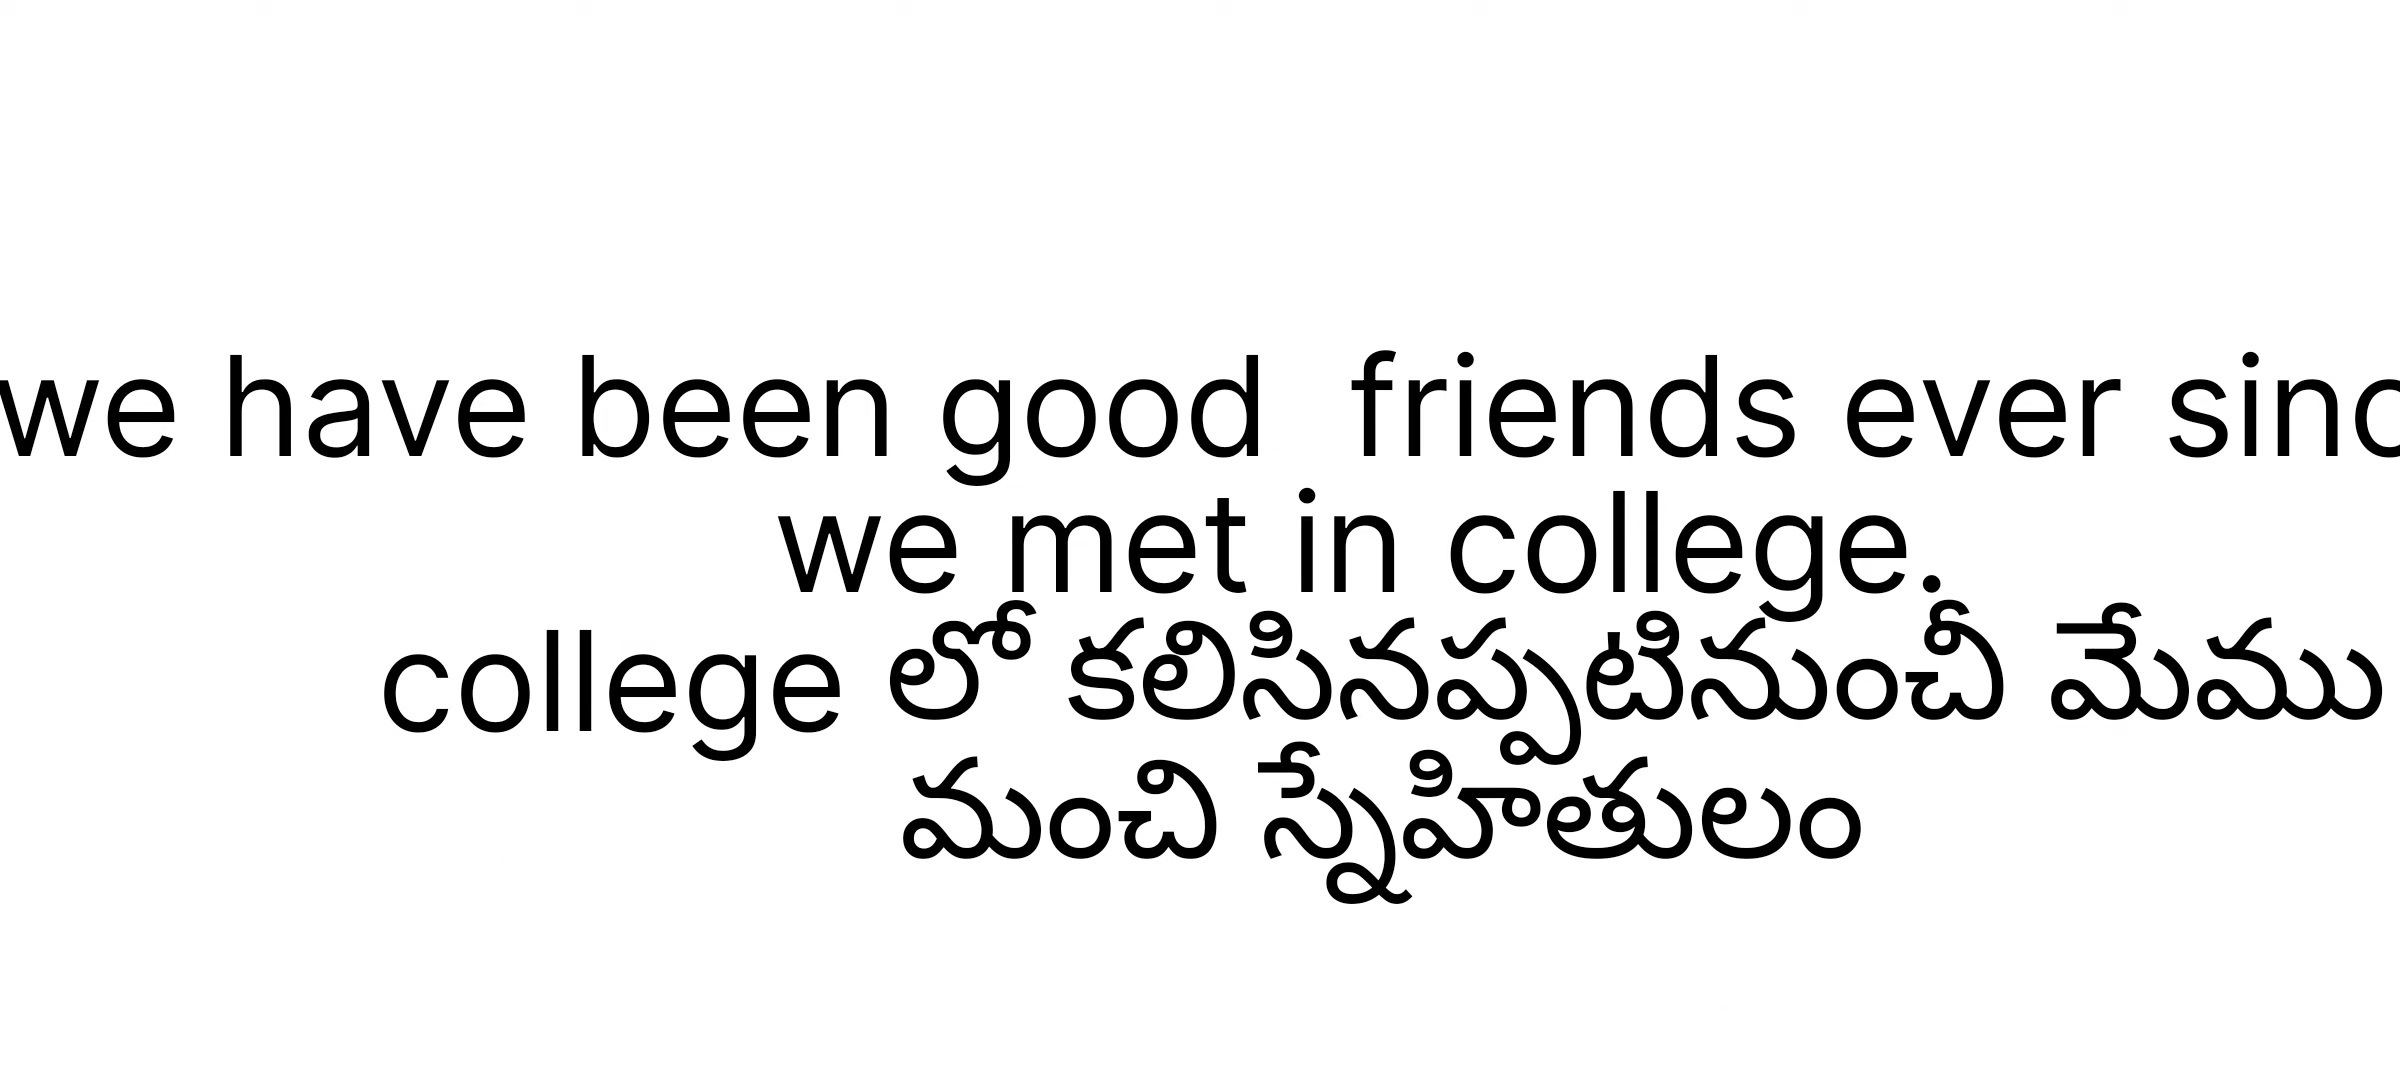 we have been good  friends ever sinc
we met in college.
college లో కలిసినప్పటినుంచీ మేము
మంచి స్నేహితులం